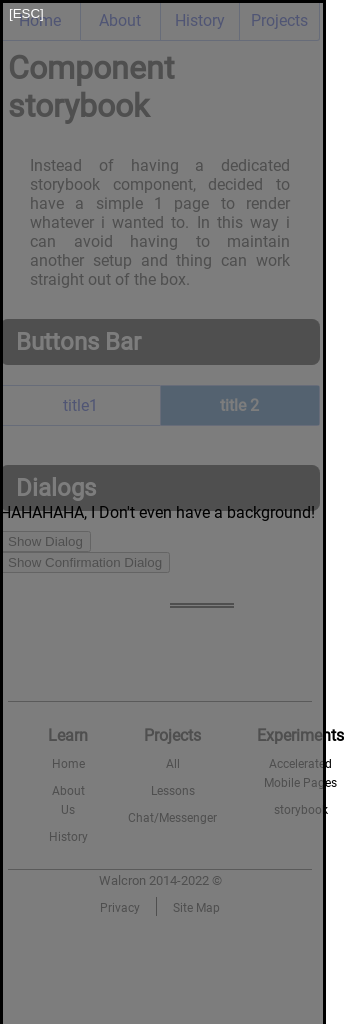 [ESC]
Home About History Projects
Component
storybook
Instead of having a dedicated
storybook component, decided to
have a simple 1 page to render
whatever i wanted to. In this way i
can avoid having to maintain
another setup and thing can work
straight out of the box.
Buttons Bar
title1 title 2
Dialogs
HAHAHAHA, I Don't even have a background!
Show Dialog
Show Confirmation Dialog
Learn Projects Experiments
Home All Accelerated
Mobile Pages
About Lessons
Us storybook
Chat/Messenger
History
Walcron 2014-2022 ©
Privacy Site Map